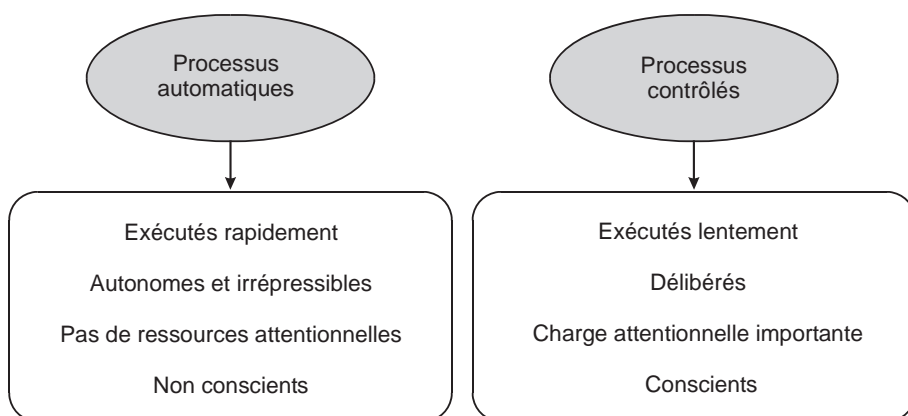 Processus
automatiques
Exécutés rapidement
Autonomes et irrépressibles
Pas de ressources attentionnelles
Non conscients
Processus
contrôlés
Exécutés lentement
Délibérés
Charge attentionnelle importante
Conscients